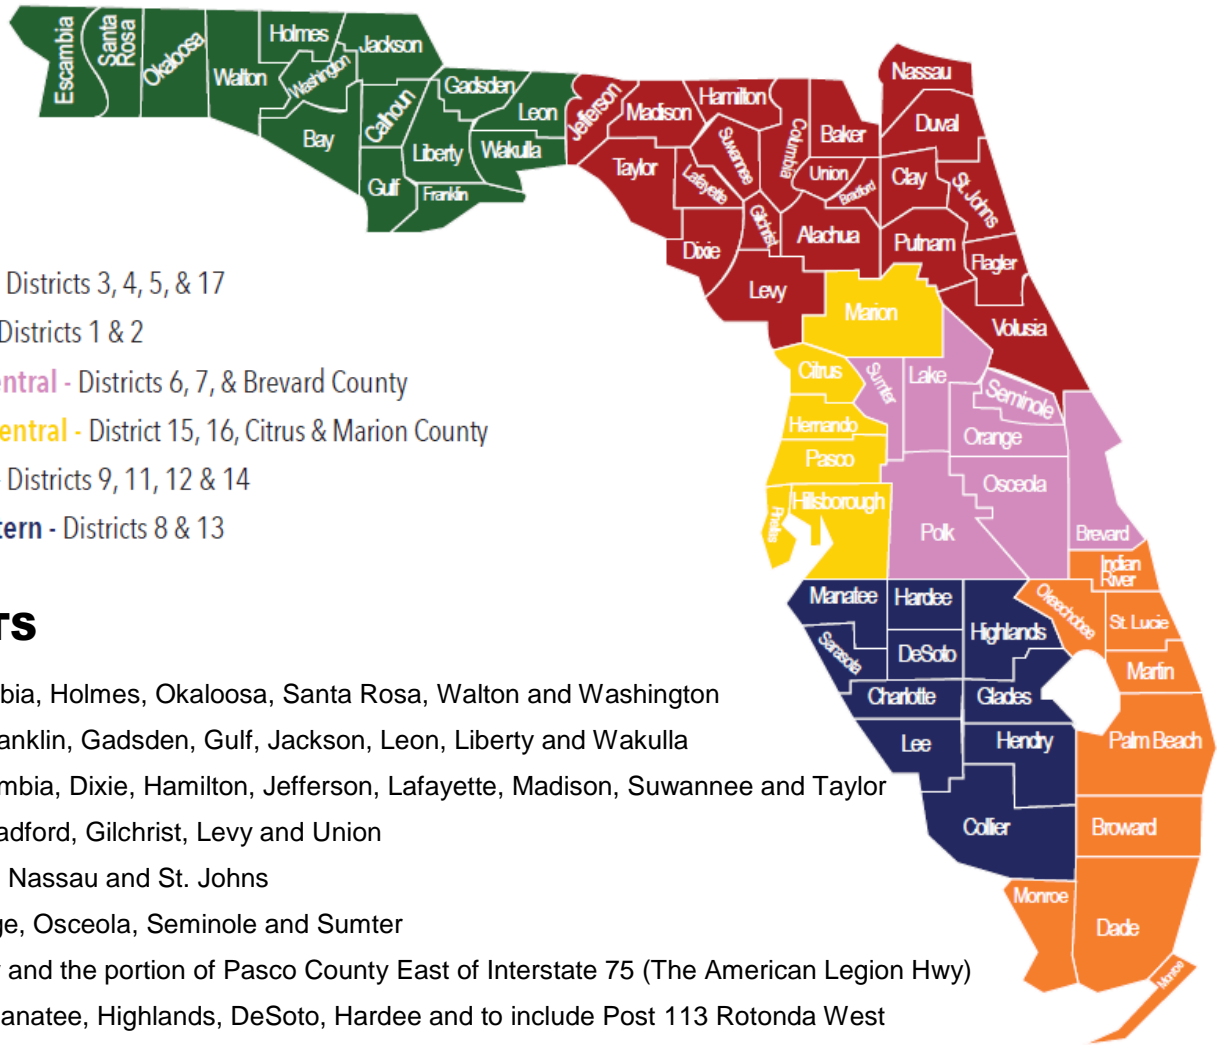 Escambia
Santa
Rosa
Okaloosa
Walton
Holmes
Washington
Jackson
Bay
Calhoun
Gulf
Gadsden
Liberty
Franklin
Leon
Wakulla
Jefferson
Madison
Taylor
Hamilton
Suwannee
Lafayette
Columbia
Baker
Union
Bradford
Gilchrist
Dixie
Alachua
Levy
Nassau
Duval
Clay
St. Johns
Putnam
Flagler
Volusia
Marion
Citrus
Hernando
Pasco
Hillsborough
Pinellas
Sumter
Lake
Seminole
Orange
Osceola
Polk
Brevard
Indian
River
Okeechobee
St. Lucie
Martin
Palm Beach
Broward
Dade
Monroe
Monroe
Manatee
Hardee
Highlands
Sarasota
DeSoto
Charlotte
Glades
Lee
Hendry
Collier
Districts 3, 4, 5, & 17
Districts 1 & 2
entral - Districts 6, 7, & Brevard County
entral - District 15, 16, Citrus & Marion County
- Districts 9, 11, 12 & 14
tern - Districts 8 & 13
TS
bia, Holmes, Okaloosa, Santa Rosa, Walton and Washington
anklin, Gadsden, Gulf, Jackson, Leon, Liberty and Wakulla
mbia, Dixie, Hamilton, Jefferson, Lafayette, Madison, Suwannee and Taylor
adford, Gilchrist, Levy and Union
, Nassau and St. Johns
ge, Osceola, Seminole and Sumter
and the portion of Pasco County East of Interstate 75 (The American Legion Hwy)
anatee, Highlands, DeSoto, Hardee and to include Post 113 Rotonda West